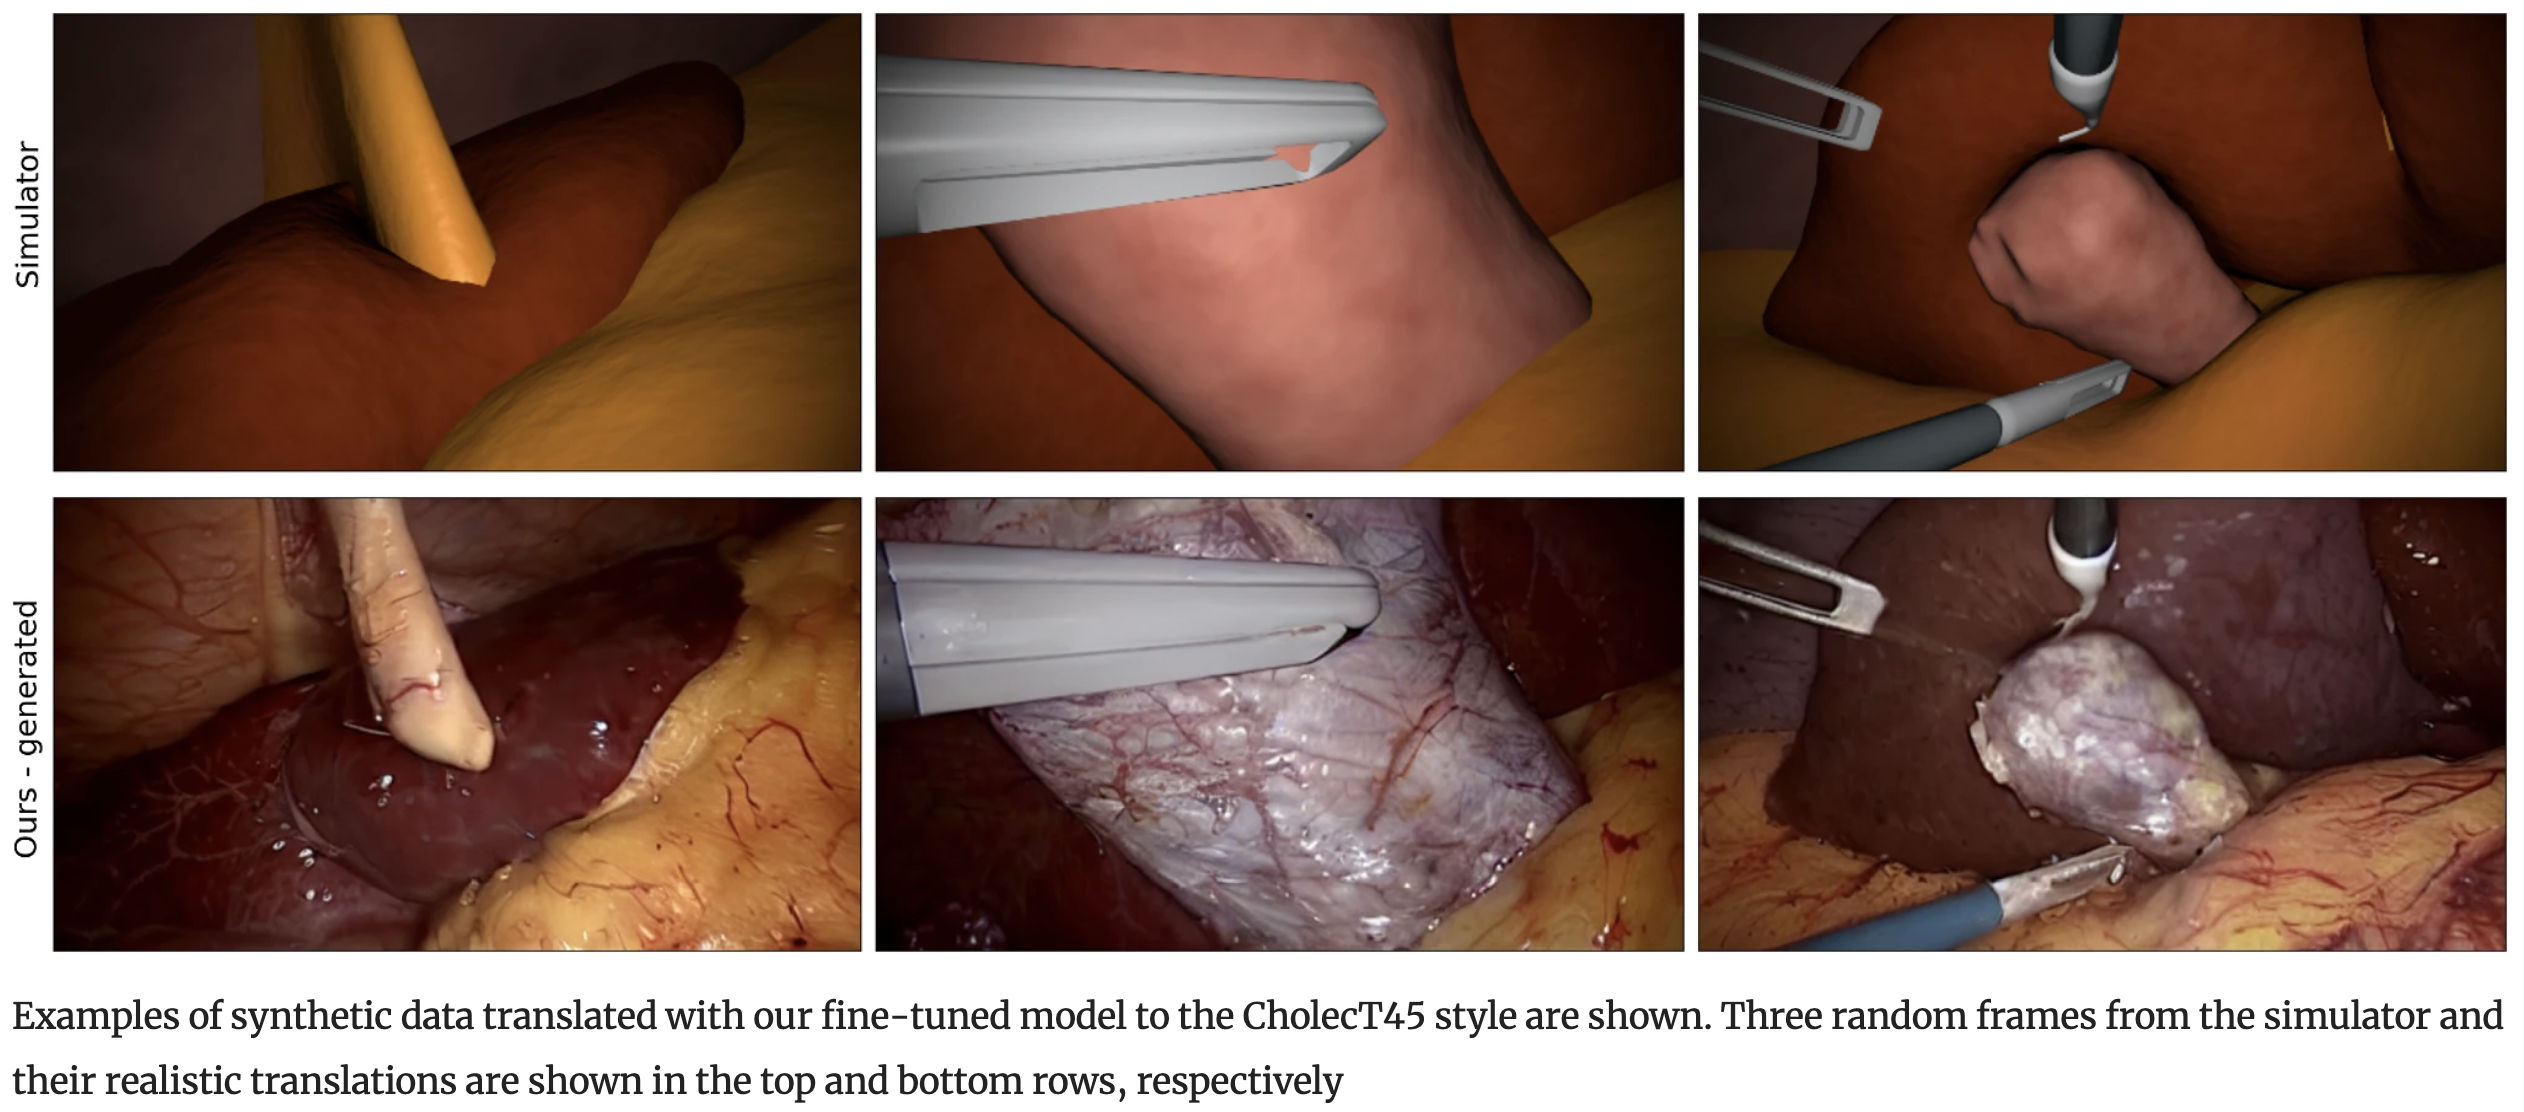 Simulator
Ours - generated
Examples of synthetic data translated with our fine-tuned model to the CholecT45 style are shown. Three random frames from the simulator and
their realistic translations are shown in the top and bottom rows, respectively